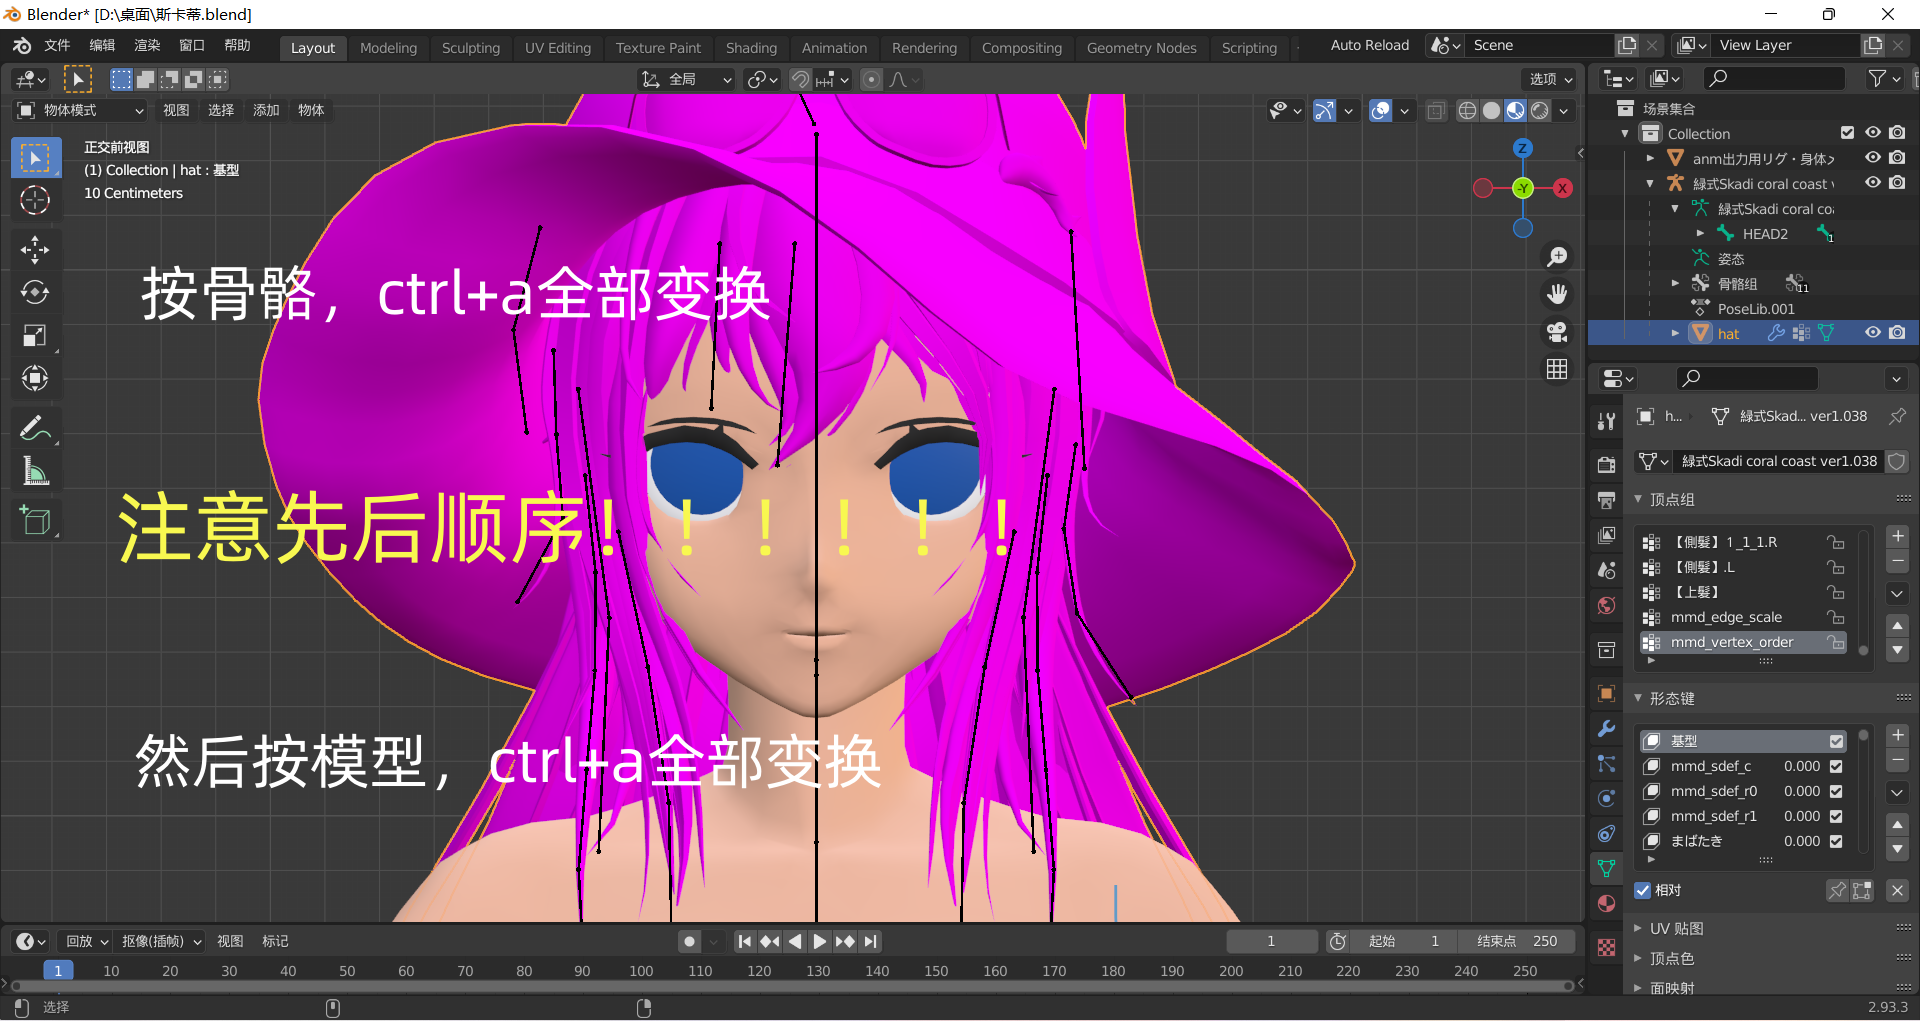 Blender* [D:\桌面\斯卡蒂.blend]
文件 编辑 渲染 窗口 帮助 Layout Modeling Sculpting UV Editing Texture Paint Shading Animation Rendering Compositing Geometry Nodes Scripting Auto Reload Scene View Layer
全局 选项
物体模式 视图 选择 添加 物体
正交前视图
(1) Collection | hat : 基型
10 Centimeters
Z
-Y X
按骨骼，ctrl+a全部变换
注意先后顺序！！！！！！
然后按模型，ctrl+a全部变换
场景集合
Collection
anm出力用リグ・身体
緑式Skadi coral coast
緑式Skadi coral co
HEAD2 1
姿态
骨骼组 11
PoseLib.001
hat
h... 緑式Skad... ver1.038
緑式Skadi coral coast ver1.038
顶点组
【側髮】1_1_1.R
【側髮】.L
【上髮】
mmd_edge_scale
mmd_vertex_order
形态键
基型
mmd_sdef_c 0.000
mmd_sdef_r0 0.000
mmd_sdef_r1 0.000
まばたき 0.000
相对
UV 贴图
顶点色
面映射
回放 抠像(插帧) 视图 标记 1 起始 1 结束点 250
1 10 20 30 40 50 60 70 80 90 100 110 120 130 140 150 160 170 180 190 200 210 220 230 240 250
选择 2.93.3